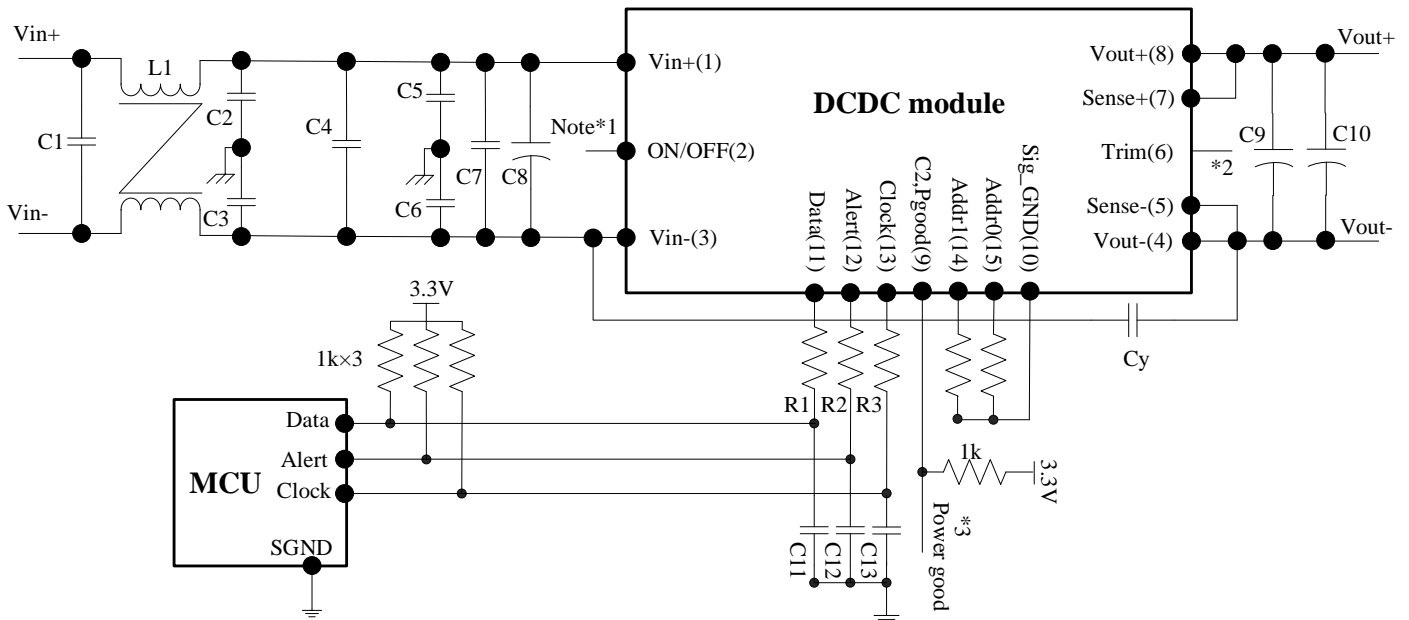 Vin+
L1
C1
C2
C3
Vin-
C4
C5
C6
C7
C8
Note*1
Vin+(1)
ON/OFF(2)
Vin-(3)
DCDC module
Vout+(8)
Sense+(7)
Trim(6)
Sense-(5)
Vout-(4)
*2
C9
C10
Vout+
Vout-
Data(11)
Alert(12)
Clock(13)
C2,Pgood(9)
Addr1(14)
Addr0(15)
Sig_GND(10)
Cy
3.3V
1k×3
R1
R2
R3
MCU
Data
Alert
Clock
SGND
1k
3.3V
*3
Power good
C11
C12
C13